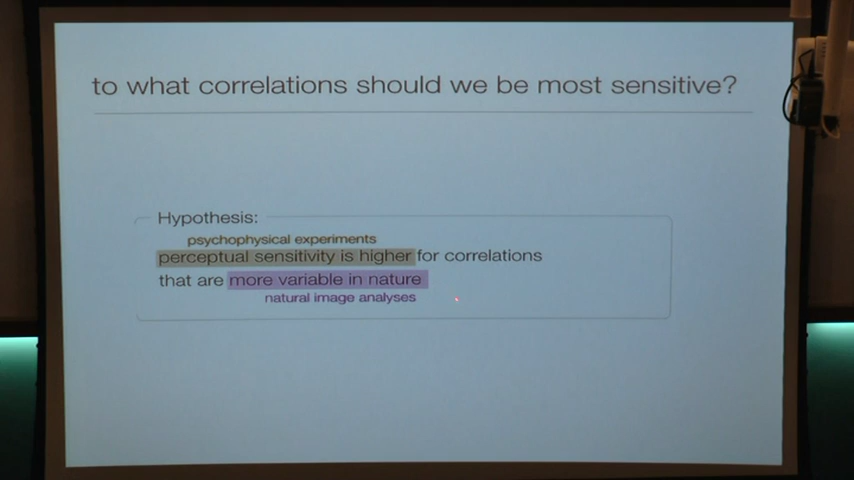 to what correlations should we be most sensitive?
Hypothesis:
psychophysical experiments
perceptual sensitivity is higher for correlations
that are more variable in nature
natural image analyses